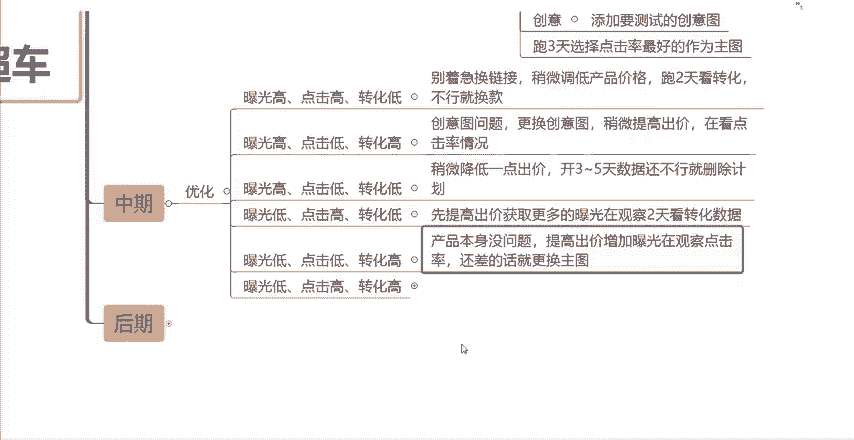 创意
添加要测试的创意图
跑3天选择点击率最好的作为主图
超车
曝光高、点击高、转化低
别着急换链接，稍微调低产品价格，跑2天看转化，
不行就换款
曝光高、点击低、转化高
创意图问题，更换创意图，稍微提高出价，在看点
击率情况
曝光高、点击低、转化低
稍微降低一点出价，开3~5天数据还不行就删除计
划
中期
优化
曝光低、点击高、转化低
先提高出价获取更多的曝光在观察2天看转化数据
曝光低、点击低、转化高
产品本身没问题，提高出价增加曝光在观察点击
率，还差的话就更换主图
曝光低、点击高、转化高
后期